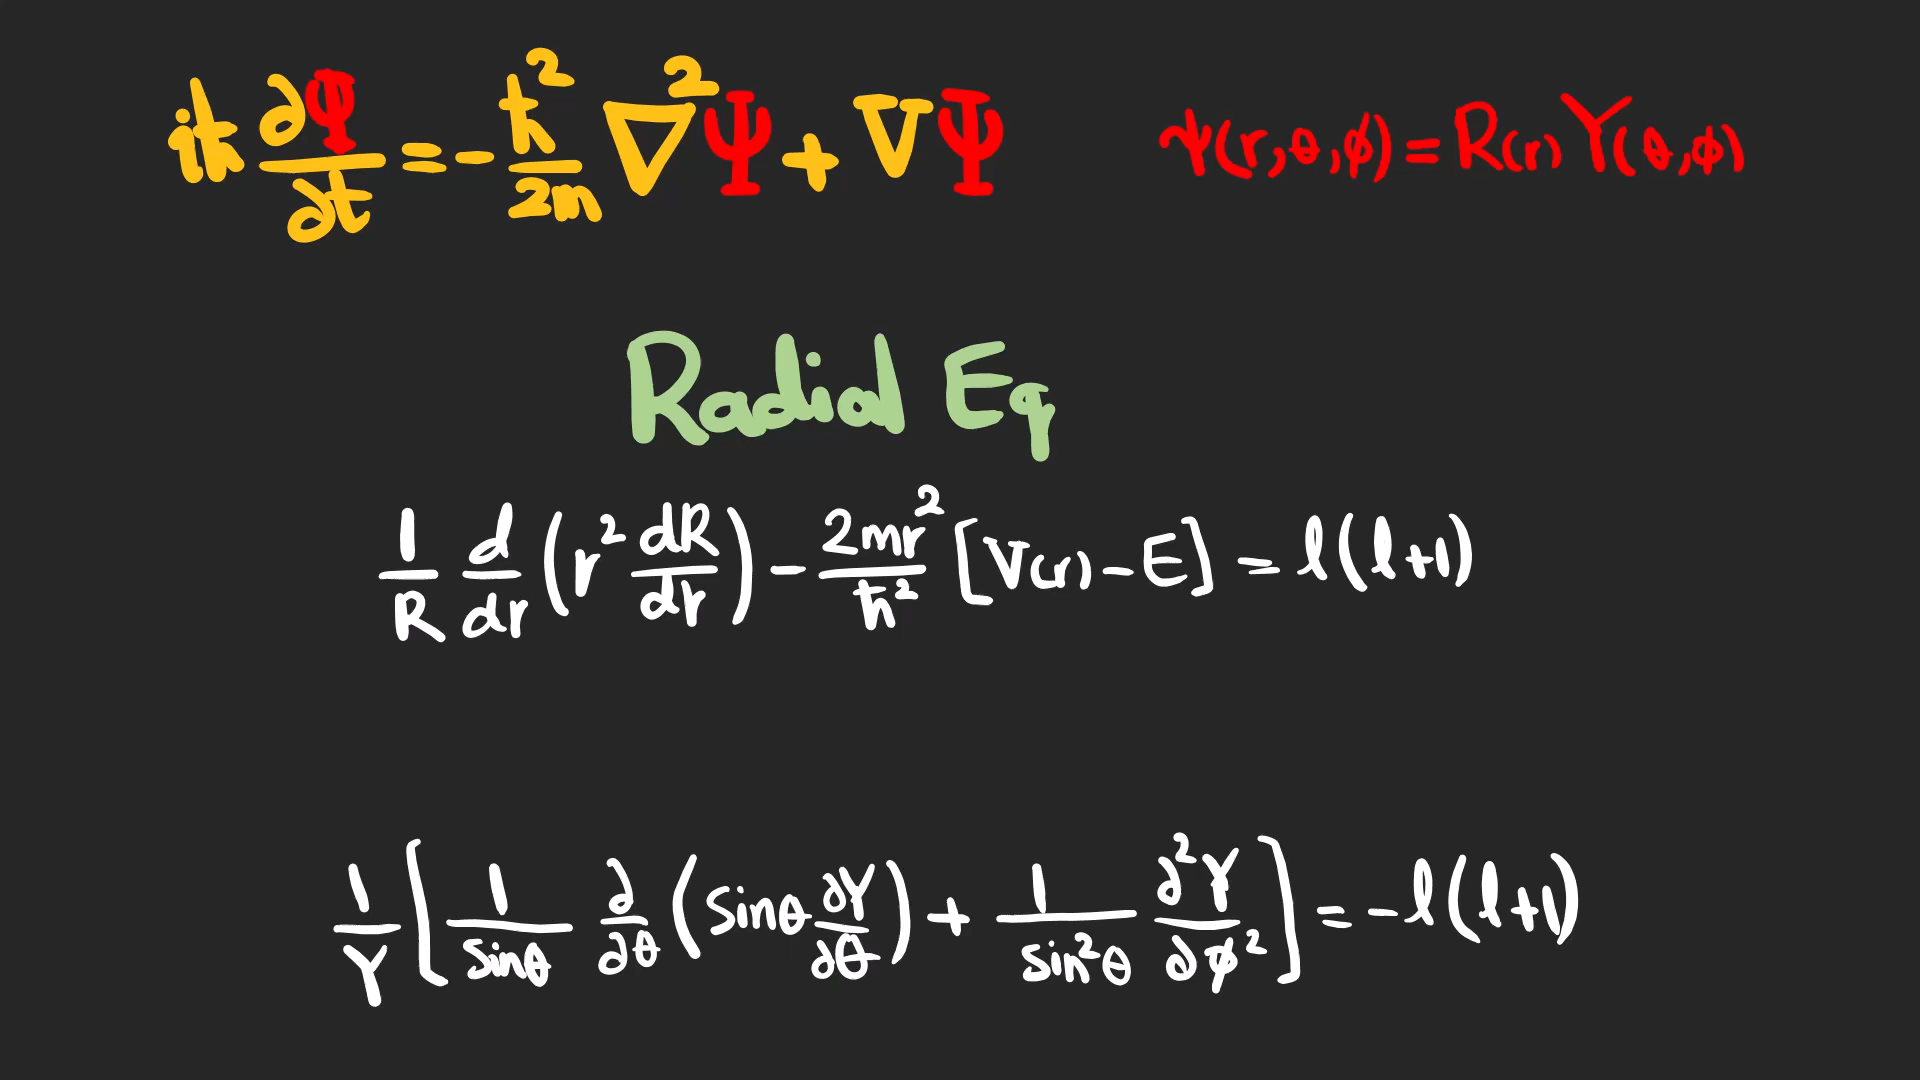 iℏ ∂Ψ/∂t = - ℏ²/2m ∇²Ψ + VΨ
ψ(r,θ,ϕ) = R(r) Y(θ,ϕ)
Radial Eq
1/R d/dr (r² dR/dr) - 2mr²/ℏ² [V(r) - E] = l(l+1)
1/Y [1/sinθ ∂/∂θ (sinθ ∂Y/∂θ) + 1/sin²θ ∂²Y/∂ϕ²] = -l(l+1)